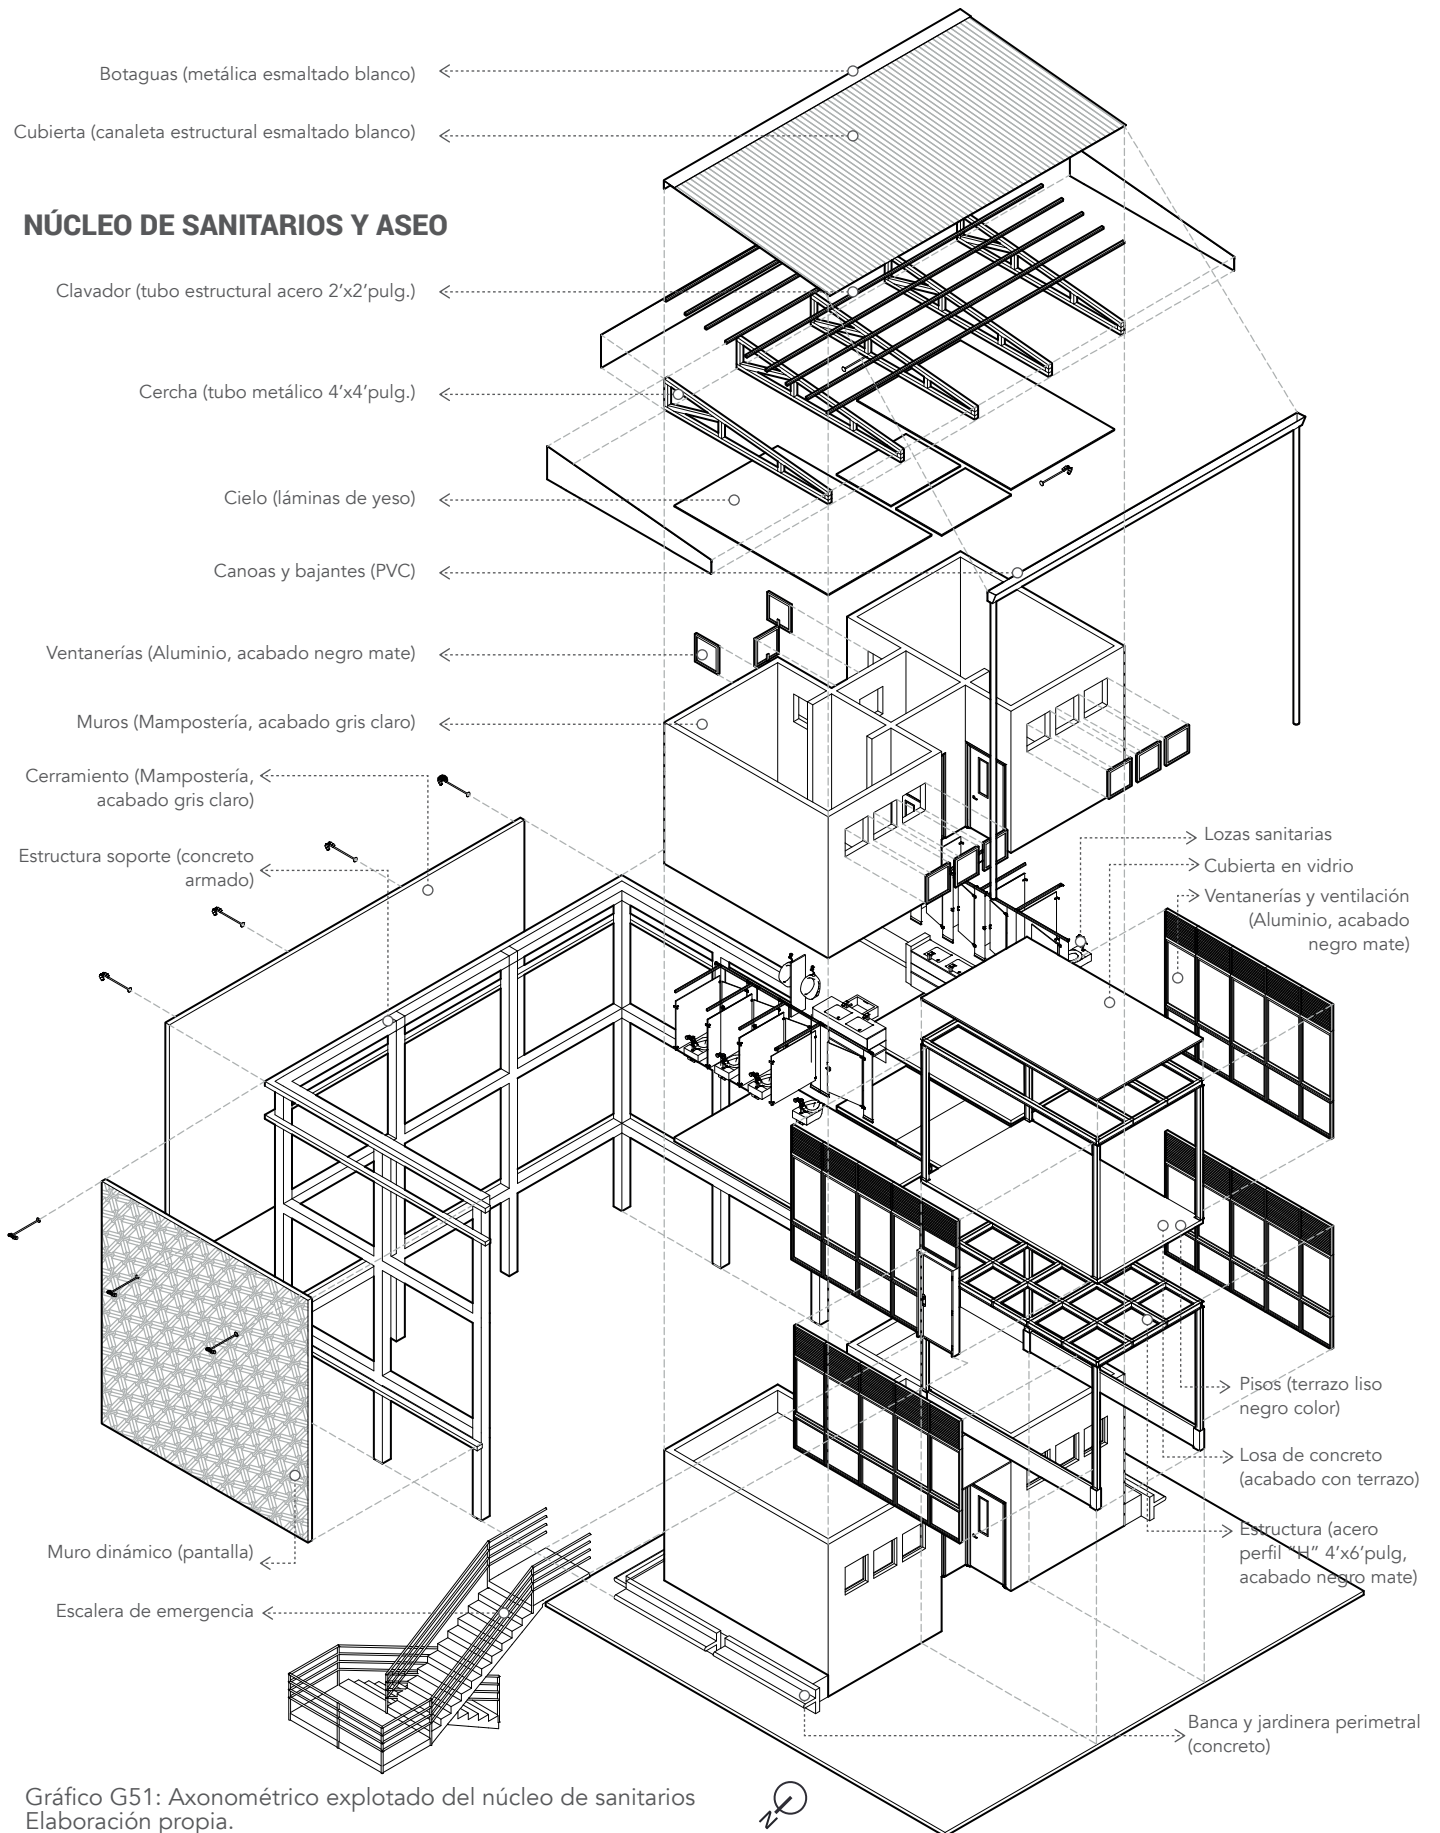 Botaguas (metálica esmaltado blanco)
Cubierta (canaleta estructural esmaltado blanco)
NÚCLEO DE SANITARIOS Y ASEO
Clavador (tubo estructural acero 2’x2’pulg.)
Cercha (tubo metálico 4’x4’pulg.)
Cielo (láminas de yeso)
Canoas y bajantes (PVC)
Ventanerías (Aluminio, acabado negro mate)
Muros (Mampostería, acabado gris claro)
Cerramiento (Mampostería,
acabado gris claro)
Estructura soporte (concreto
armado)
Lozas sanitarias
Cubierta en vidrio
Ventanerías y ventilación
(Aluminio, acabado
negro mate)
Pisos (terrazo liso
negro color)
Losa de concreto
(acabado con terrazo)
Estructura (acero
perfil “H” 4’x6’pulg,
acabado negro mate)
Muro dinámico (pantalla)
Escalera de emergencia
Banca y jardinera perimetral
(concreto)
Gráfico G51: Axonométrico explotado del núcleo de sanitarios
Elaboración propia.
N